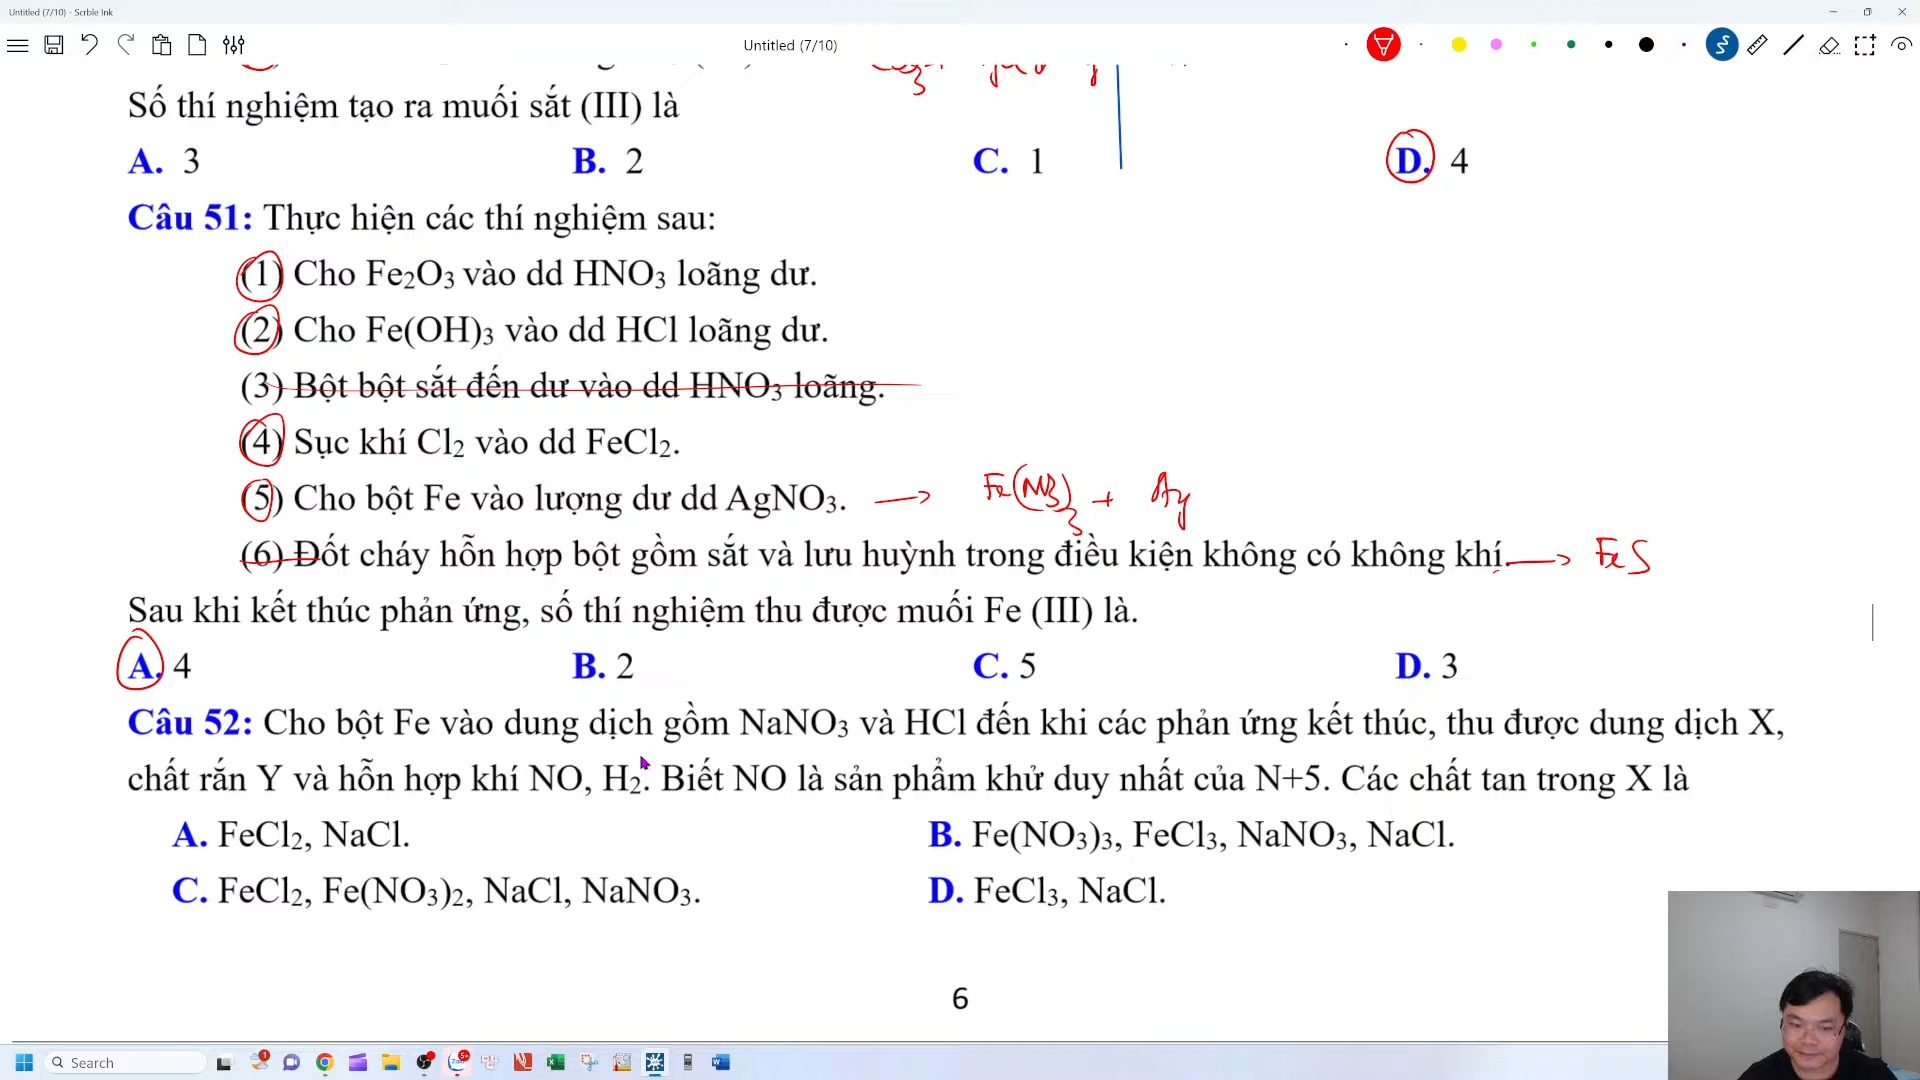 Untitled (7/10) - Scrble Ink
Untitled (7/10)
Số thí nghiệm tạo ra muối sắt (III) là
A. 3 B. 2 C. 1 D. 4
Câu 51: Thực hiện các thí nghiệm sau:
(1) Cho Fe₂O₃ vào dd HNO₃ loãng dư.
(2) Cho Fe(OH)₃ vào dd HCl loãng dư.
(3) Bột bột sắt đến dư vào dd HNO₃ loãng.
(4) Sục khí Cl₂ vào dd FeCl₂.
(5) Cho bột Fe vào lượng dư dd AgNO₃. → Fe(NO₃)₃ + Ag
(6) Đốt cháy hỗn hợp bột gồm sắt và lưu huỳnh trong điều kiện không có không khí. → FeS
Sau khi kết thúc phản ứng, số thí nghiệm thu được muối Fe (III) là.
A. 4 B. 2 C. 5 D. 3
Câu 52: Cho bột Fe vào dung dịch gồm NaNO₃ và HCl đến khi các phản ứng kết thúc, thu được dung dịch X,
chất rắn Y và hỗn hợp khí NO, H₂. Biết NO là sản phẩm khử duy nhất của N+5. Các chất tan trong X là
A. FeCl₂, NaCl. B. Fe(NO₃)₃, FeCl₃, NaNO₃, NaCl.
C. FeCl₂, Fe(NO₃)₂, NaCl, NaNO₃. D. FeCl₃, NaCl.
6
Search